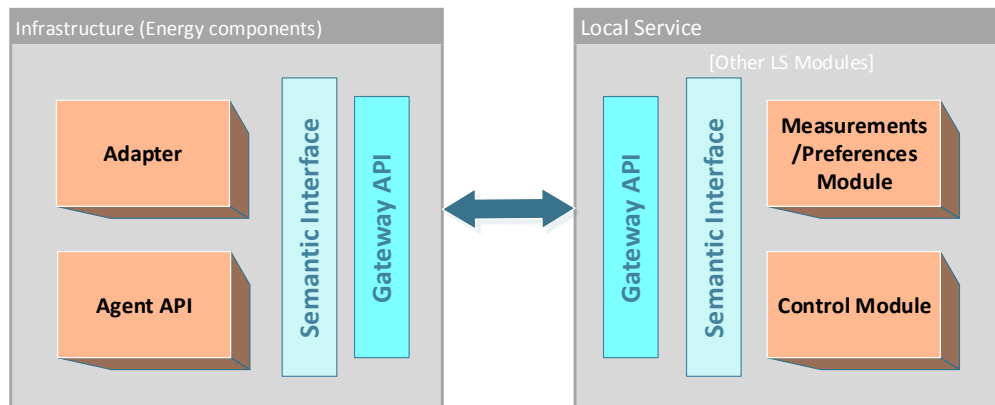 Infrastructure (Energy components)
Adapter
Agent API
Semantic Interface
Gateway API
Local Service
[Other LS Modules]
Gateway API
Semantic Interface
Measurements
/Preferences
Module
Control Module